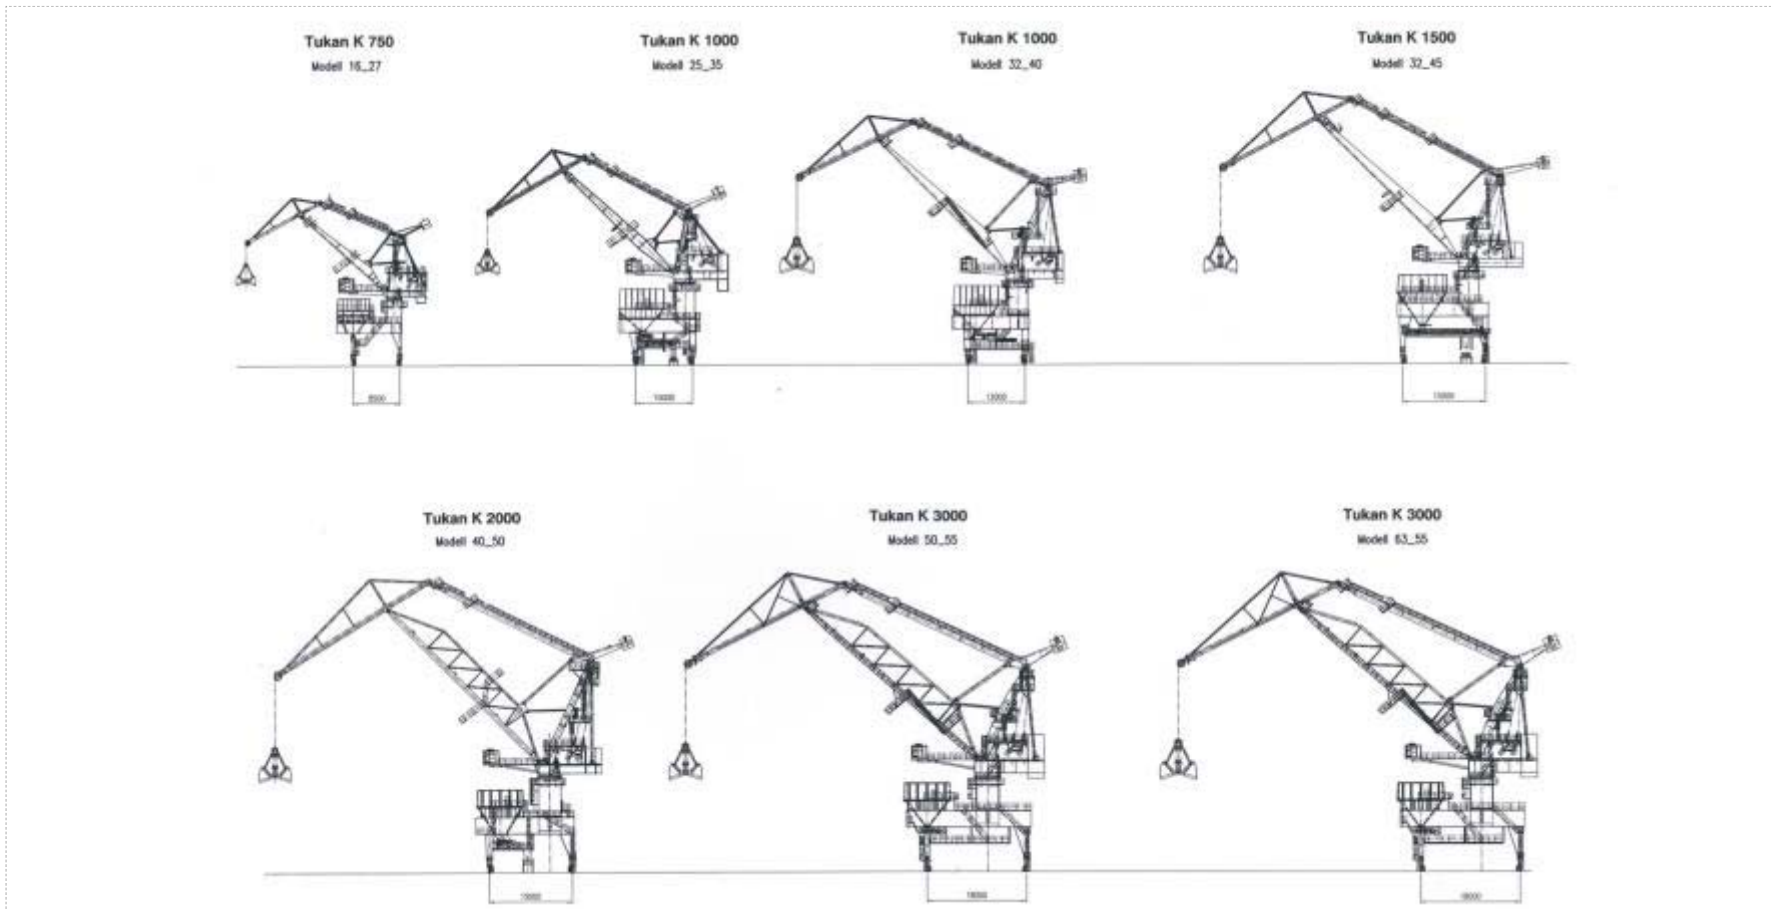 Tukan K 750
Modell 16_27
Tukan K 1000
Modell 25_35
Tukan K 1000
Modell 32_40
Tukan K 1500
Modell 32_45
10000
Tukan K 2000
Modell 40_50
Tukan K 3000
Modell 50_55
Tukan K 3000
Modell 63_55